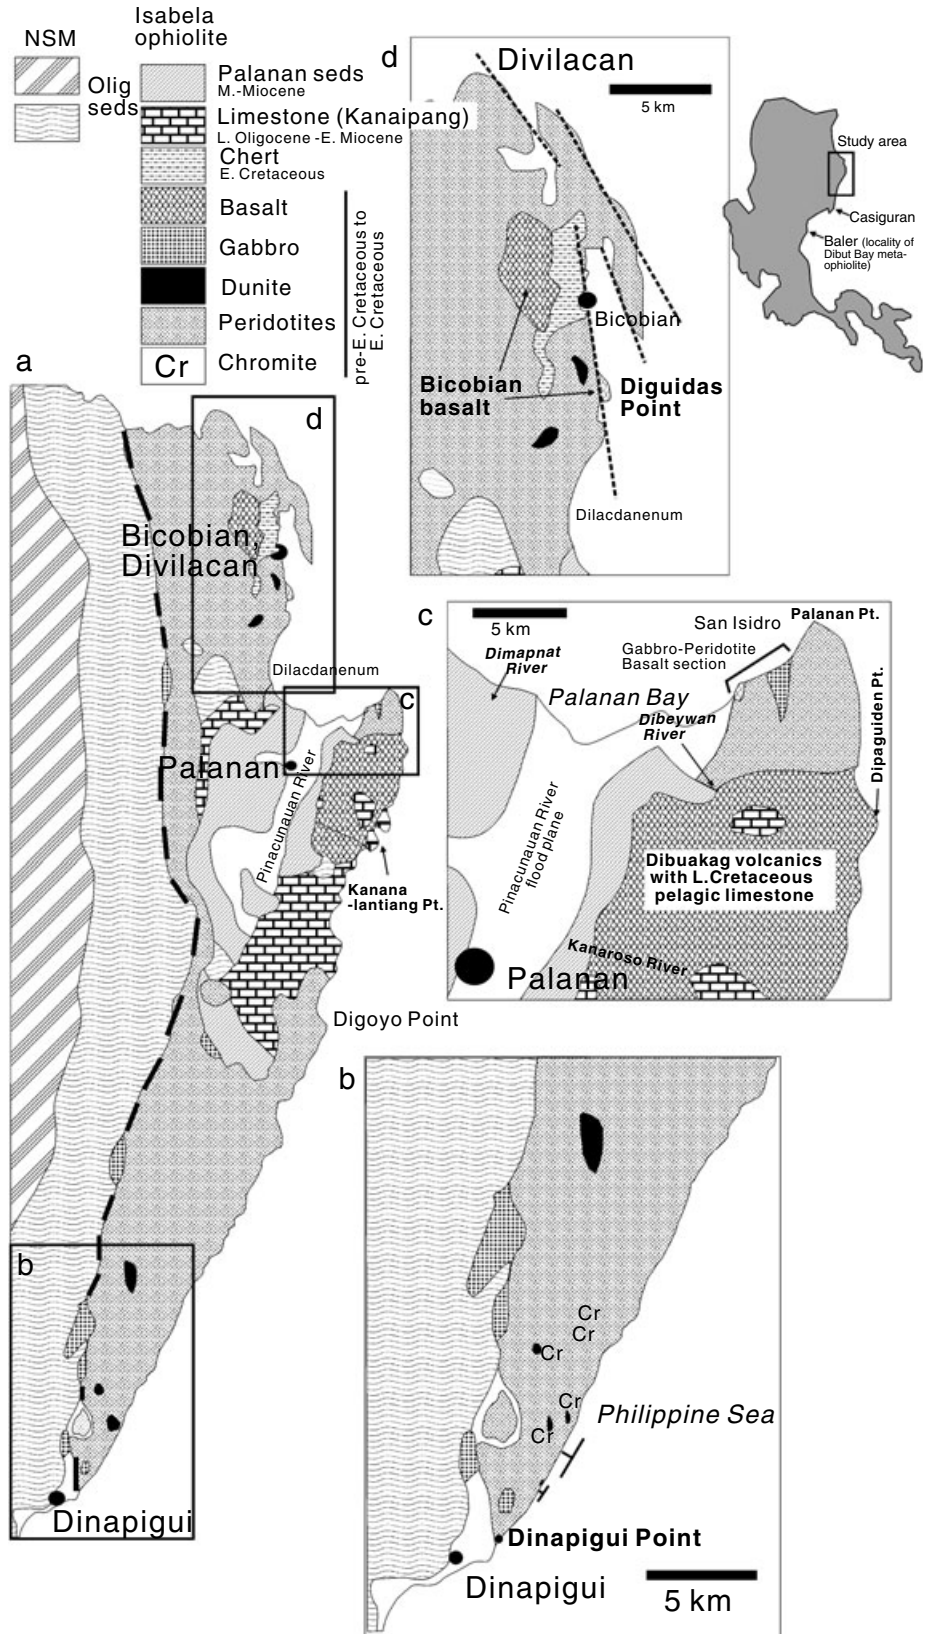 NSM
Olig
seds
Isabela
ophiolite
Palanan seds
M.-Miocene
Limestone (Kanaipang)
L. Oligocene -E. Miocene
Chert
E. Cretaceous
Basalt
Gabbro
Dunite
Peridotites
Cr
Chromite
pre-E. Cretaceous to
E. Cretaceous
d
Divilacan
5 km
Bicobian
Bicobian
basalt
Diguidas
Point
Dilacdanenum
Study area
Casiguran
Baler (locality of
Dibut Bay meta-
ophiolite)
a
d
Bicobian,
Divilacan
Dilacdanenum
c
Palanan
Pinacunauan River
Kanana
-lantiang Pt.
Digoyo Point
b
Dinapigui
c
5 km
San Isidro
Palanan Pt.
Gabbro-Peridotite
Basalt section
Dimapnat
River
Palanan Bay
Dibeywan
River
Dipaguiden Pt.
Pinacunauan River
flood plane
Dibuakag volcanics
with L.Cretaceous
pelagic limestone
Kanaroso River
Palanan
b
Cr
Cr
Cr
Cr
Cr
Philippine Sea
Dinapigui Point
Dinapigui
5 km